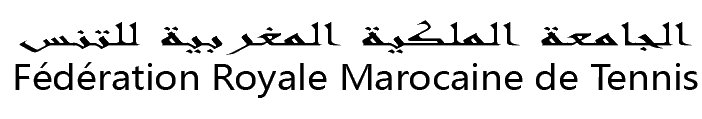 الجامعة الملكية المغربية للتنس
Fédération Royale Marocaine de Tennis